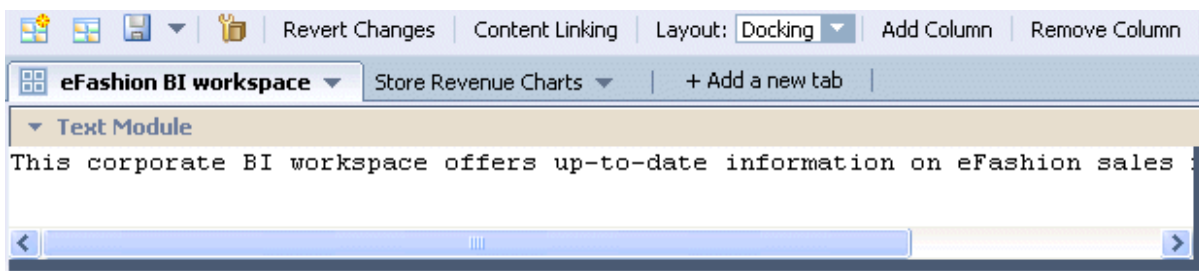 Revert Changes Content Linking Layout: Docking Add Column Remove Column
eFashion BI workspace Store Revenue Charts + Add a new tab
Text Module
This corporate BI workspace offers up-to-date information on eFashion sales